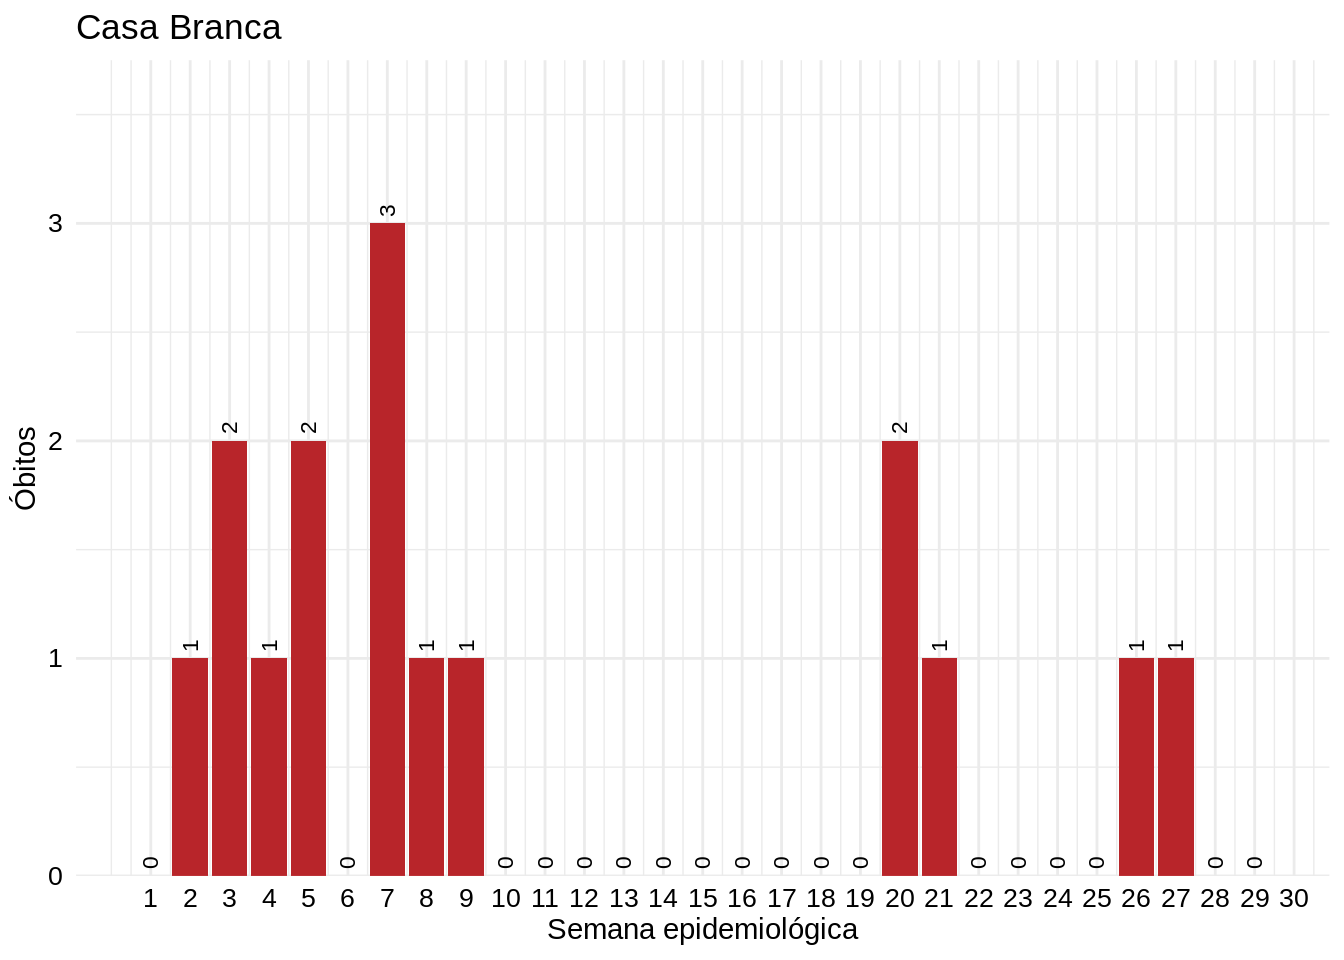 Casa Branca
Óbitos
3
2
1
0
0 1 2 1 2 0 3 1 1 0 0 0 0 0 0 0 0 0 0 2 1 0 0 0 0 1 1 0 0
1 2 3 4 5 6 7 8 9 10 11 12 13 14 15 16 17 18 19 20 21 22 23 24 25 26 27 28 29 30
Semana epidemiológica